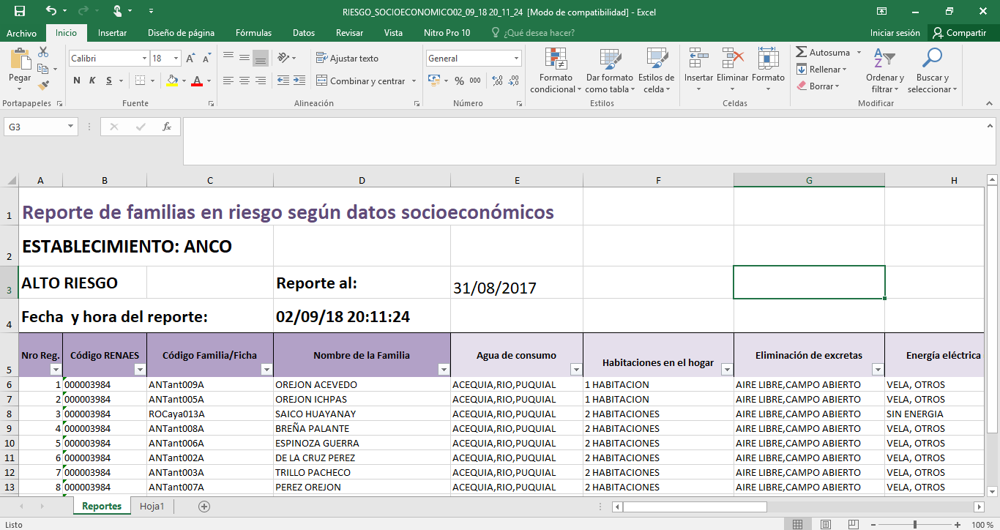 RIESGO_SOCIOECONOMICO02_09_18 20_11_24 [Modo de compatibilidad] - Excel
Archivo Inicio Insertar Diseño de página Fórmulas Datos Revisar Vista Nitro Pro 10 ¿Qué desea hacer? Iniciar sesión Compartir
Pegar
Calibri 18 A A
N K S A
Ajustar texto
Combinar y centrar
General
% 000
Formato condicional
Dar formato como tabla
Estilos de celda
Insertar Eliminar Formato
Autosuma
Rellenar
Borrar
Ordenar y filtrar
Buscar y seleccionar
Portapapeles Fuente Alineación Número Estilos Celdas Modificar
G3 fx
A B C D E F G H
1 Reporte de familias en riesgo según datos socioeconómicos
2 ESTABLECIMIENTO: ANCO
3 ALTO RIESGO Reporte al: 31/08/2017
4 Fecha y hora del reporte: 02/09/18 20:11:24
5 Nro Reg. Código RENAES Código Familia/Ficha Nombre de la Familia Agua de consumo Habitaciones en el hogar Eliminación de excretas Energía eléctrica
6 1 000003984 ANTant009A OREJON ACEVEDO ACEQUIA,RIO,PUQUIAL 1 HABITACION AIRE LIBRE,CAMPO ABIERTO VELA, OTROS
7 2 000003984 ANTant005A OREJON ICHPAS ACEQUIA,RIO,PUQUIAL 1 HABITACION AIRE LIBRE,CAMPO ABIERTO VELA, OTROS
8 3 000003984 ROCaya013A SAICO HUAYANAY ACEQUIA,RIO,PUQUIAL 2 HABITACIONES AIRE LIBRE,CAMPO ABIERTO SIN ENERGIA
9 4 000003984 ANTant008A BREÑA PALANTE ACEQUIA,RIO,PUQUIAL 2 HABITACIONES AIRE LIBRE,CAMPO ABIERTO VELA, OTROS
10 5 000003984 ANTant006A ESPINOZA GUERRA ACEQUIA,RIO,PUQUIAL 2 HABITACIONES AIRE LIBRE,CAMPO ABIERTO VELA, OTROS
11 6 000003984 ANTant002A DE LA CRUZ PEREZ ACEQUIA,RIO,PUQUIAL 2 HABITACIONES AIRE LIBRE,CAMPO ABIERTO VELA, OTROS
12 7 000003984 ANTant003A TRILLO PACHECO ACEQUIA,RIO,PUQUIAL 2 HABITACIONES AIRE LIBRE,CAMPO ABIERTO VELA, OTROS
13 8 000003984 ANTant007A PEREZ OREJON ACEQUIA,RIO,PUQUIAL 2 HABITACIONES AIRE LIBRE,CAMPO ABIERTO VELA, OTROS
Reportes Hoja1
Listo 100 %